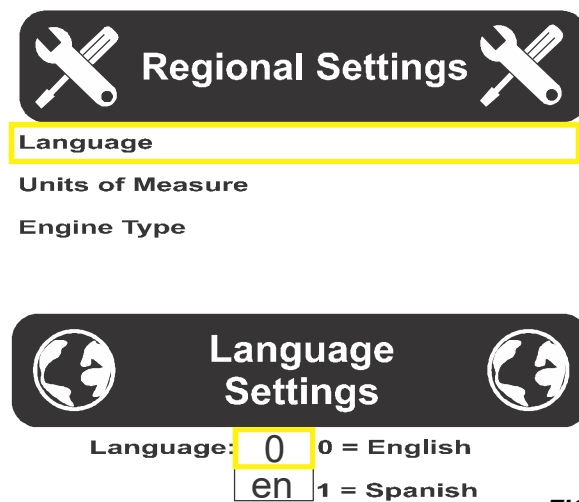 Regional Settings
Language
Units of Measure
Engine Type
Language
Settings
Language: 0 0 = English
en 1 = Spanish